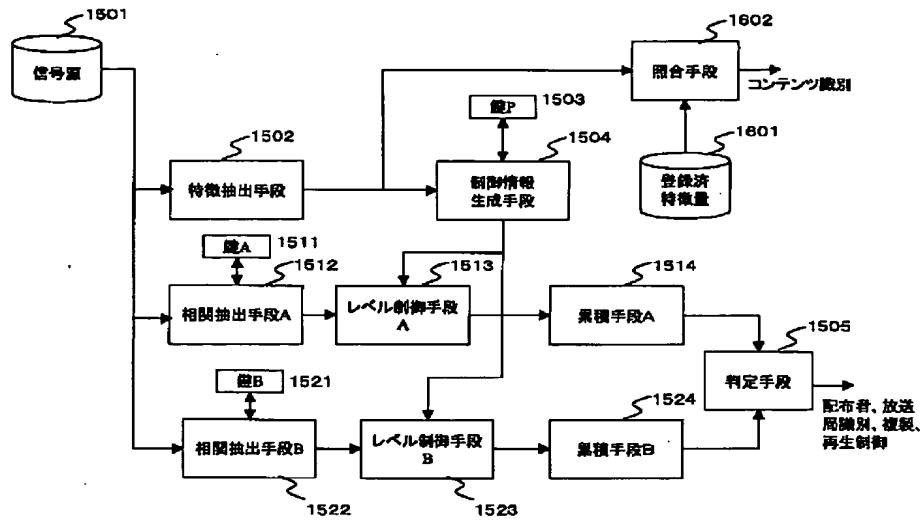 1501
信号源
1602
照合手段
コンテンツ識別
鍵P
1503
1601
登録済
特徴量
1502
特徴抽出手段
1504
制御情報
生成手段
鍵A
1511
1512
相関抽出手段A
1513
レベル制御手段
A
1514
累積手段A
1505
判定手段
配布者、放送
局識別、複製、
再生制御
鍵B
1521
相関抽出手段B
1522
レベル制御手段
B
1523
1524
累積手段B